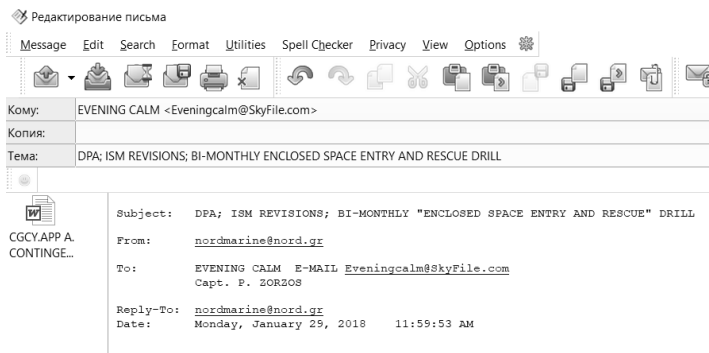 Редактирование письма
Message Edit Search Format Utilities Spell Checker Privacy View Options
Кому: EVENING CALM <Eveningcalm@SkyFile.com>
Копия:
Тема: DPA; ISM REVISIONS; BI-MONTHLY ENCLOSED SPACE ENTRY AND RESCUE DRILL
CGCY.APP A.
CONTINGE...
Subject: DPA; ISM REVISIONS; BI-MONTHLY "ENCLOSED SPACE ENTRY AND RESCUE" DRILL
From: nordmarine@nord.gr
To: EVENING CALM E-MAIL Eveningcalm@SkyFile.com
Capt. P. ZORZOS
Reply-To: nordmarine@nord.gr
Date: Monday, January 29, 2018 11:59:53 AM